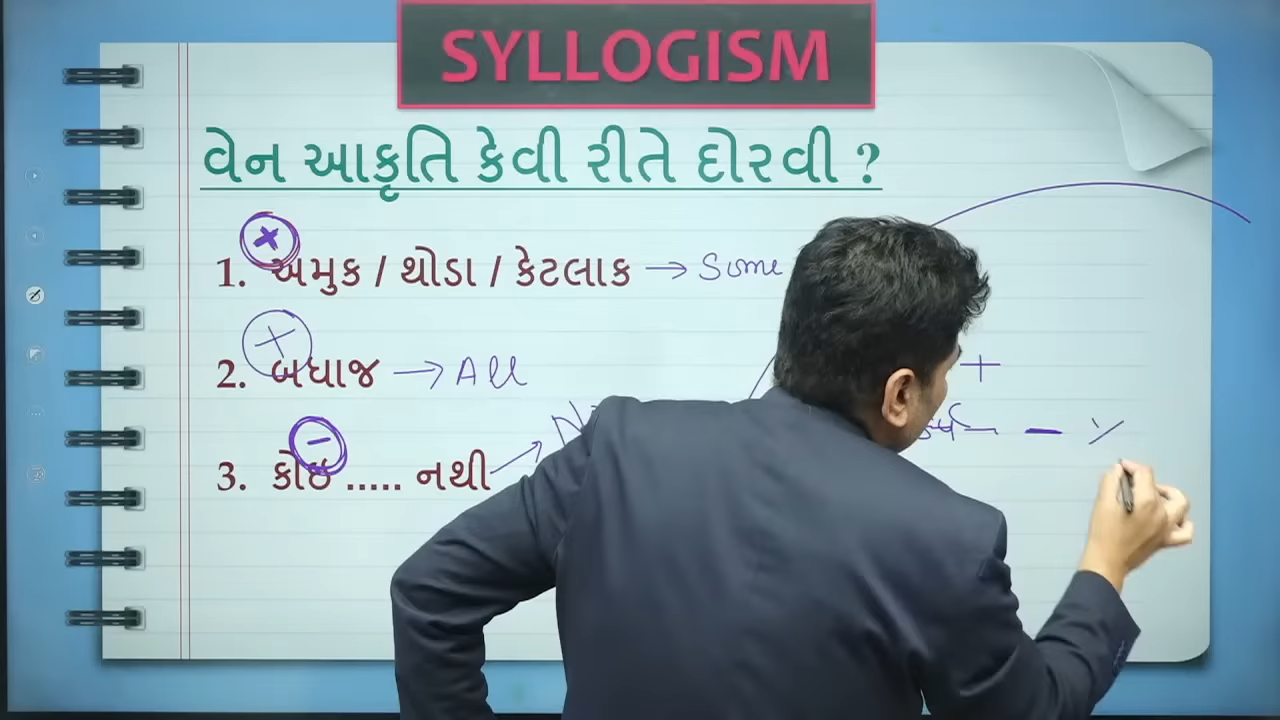 SYLLOGISM
વેન આકૃતિ કેવી રીતે દોરવી ?
1. અમુક / થોડા / કેટલાક → Some
2. બધાજ → All
3. કોઇ ..... નથી →
+